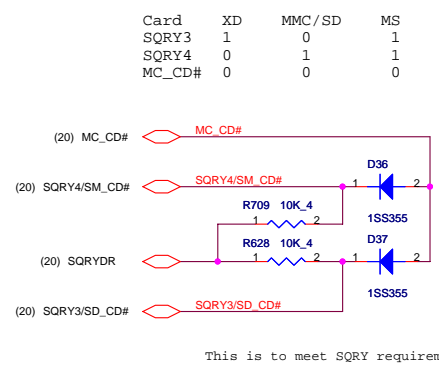 Card XD MMC/SD MS
SQRY3 1 0 1
SQRY4 0 1 1
MC_CD# 0 0 0
(20) MC_CD# MC_CD#
D36
(20) SQRY4/SM_CD# SQRY4/SM_CD# 1 2
R709 10K_4 1SS355
1 2
R628 10K_4 D37
(20) SQRYDR 1 2 1 2
1SS355
(20) SQRY3/SD_CD# SQRY3/SD_CD#
This is to meet SQRY requirem